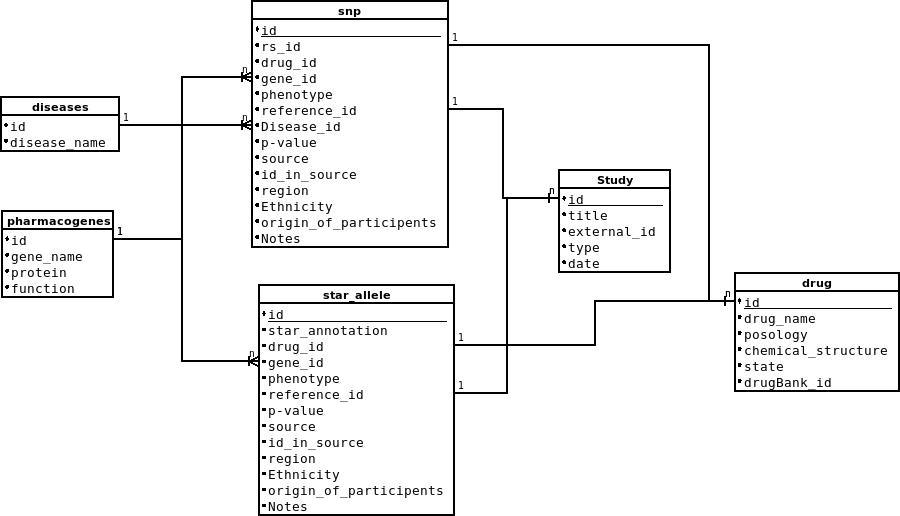 snp
id
rs_id
drug_id
gene_id
phenotype
reference_id
Disease_id
p-value
source
id_in_source
region
Ethnicity
origin_of_participents
Notes
1
1
n
n
diseases
id
disease_name
1
pharmacogenes
id
gene_name
protein
function
1
Study
id
title
external_id
type
date
n
star_allele
id
star_annotation
drug_id
gene_id
phenotype
reference_id
p-value
source
id_in_source
region
Ethnicity
origin_of_participents
Notes
n
1
1
drug
id
drug_name
posology
chemical_structure
state
drugBank_id
n